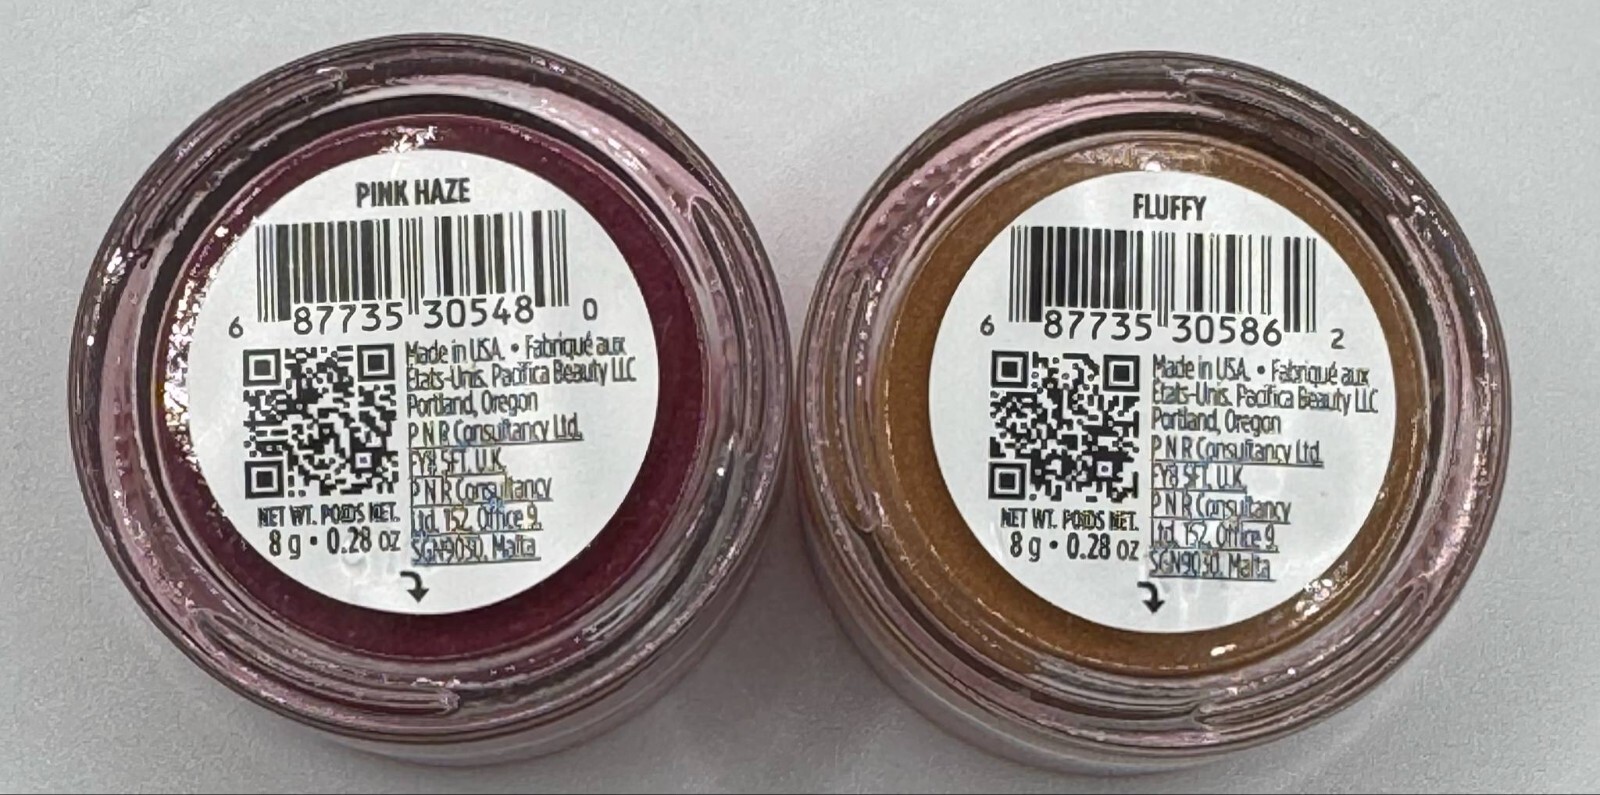 PINK HAZE
6 87735 30548 0
Made in USA. • Fabriqué aux
États-Unis. Pacifica Beauty LLC
Portland, Oregon
P N R Consultancy Ltd.
FY8 5FT, U.K.
P N R Consultancy
Ltd, 152, Office 9,
SGN9030, Malta
NET WT. POIDS NET.
8 g • 0.28 oz
FLUFFY
6 87735 30586 2
Made in USA. • Fabriqué aux
États-Unis. Pacifica Beauty LLC
Portland, Oregon
P N R Consultancy Ltd.
FY8 5FT, U.K.
P N R Consultancy
Ltd, 152, Office 9,
SGN9030, Malta
NET WT. POIDS NET.
8 g • 0.28 oz